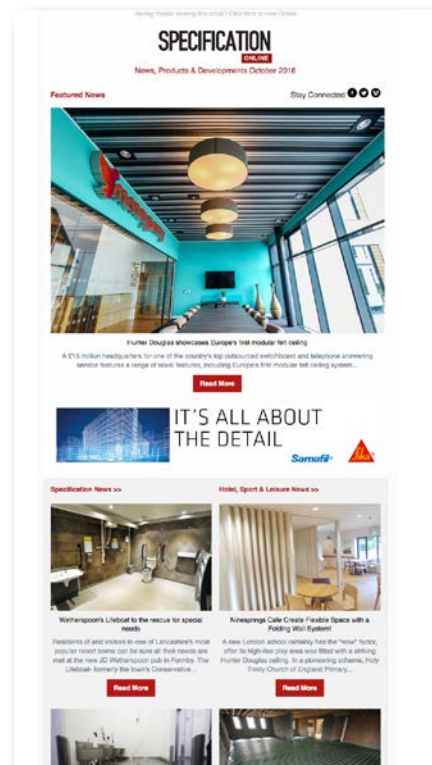 Having trouble viewing this email? Click here to view Online
SPECIFICATION
ONLINE
News, Products & Developments October 2016
Featured News
Stay Connected
moneypenny
Hunter Douglas showcases Europe's first modular felt ceiling
A £15 million headquarters for one of the country's top outsourced switchboard and telephone answering
service features a range of novel features, including Europe's first modular felt ceiling system...
Read More
IT'S ALL ABOUT
THE DETAIL
Sarnafil
Sika
Specification News >>
Hotel, Sport & Leisure News >>
Wetherspoon's Lifeboat to the rescue for special
needs
Residents of and visitors to one of Lancashire's most
popular resort towns can be sure all their needs are
met at the new JD Wetherspoon pub in Formby. The
Lifeboat- formerly the town's Conservative...
Read More
Ninesprings Cafe Create Flexible Space with a
Folding Wall System!
A new London school certainly has the "wow" factor,
after its high-rise play area was fitted with a striking
Hunter Douglas ceiling. In a pioneering scheme, Holy
Trinity Church of England Primary...
Read More